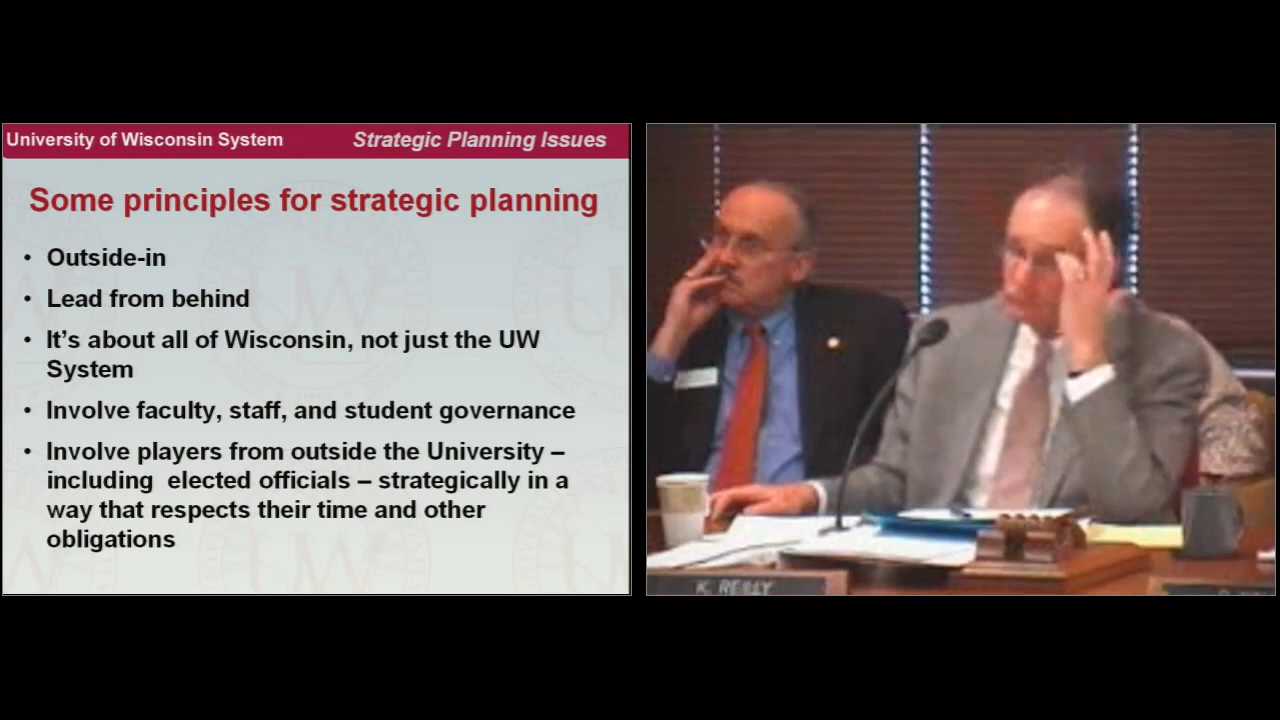 University of Wisconsin System
Strategic Planning Issues
Some principles for strategic planning
• Outside-in
• Lead from behind
• It's about all of Wisconsin, not just the UW
System
• Involve faculty, staff, and student governance
• Involve players from outside the University –
including elected officials – strategically in a
way that respects their time and other
obligations
K. REILLY